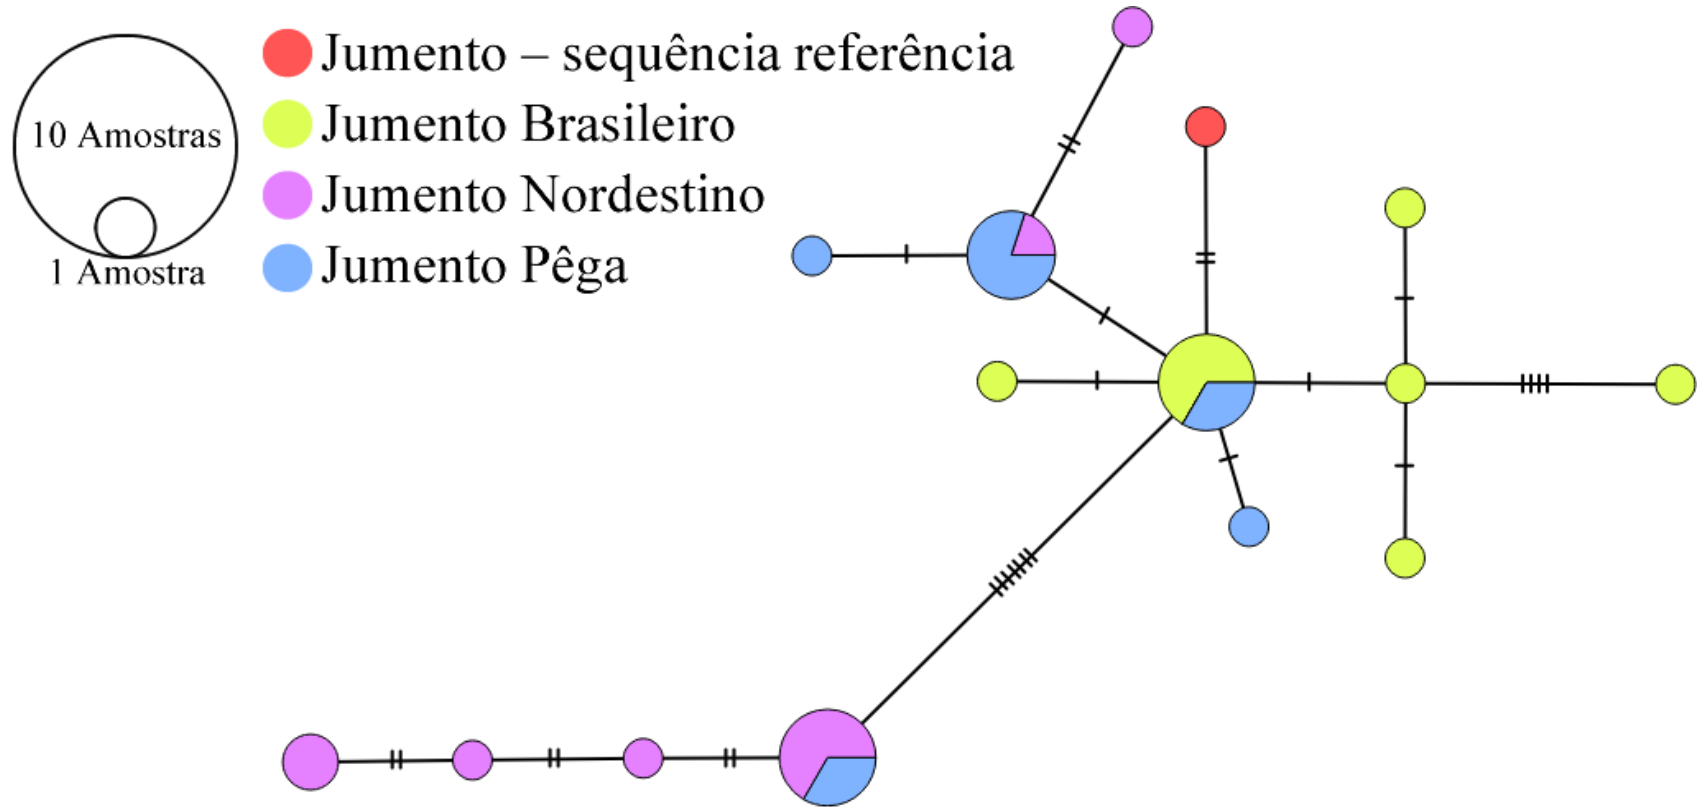 10 Amostras
1 Amostra
Jumento – sequência referência
Jumento Brasileiro
Jumento Nordestino
Jumento Pêga